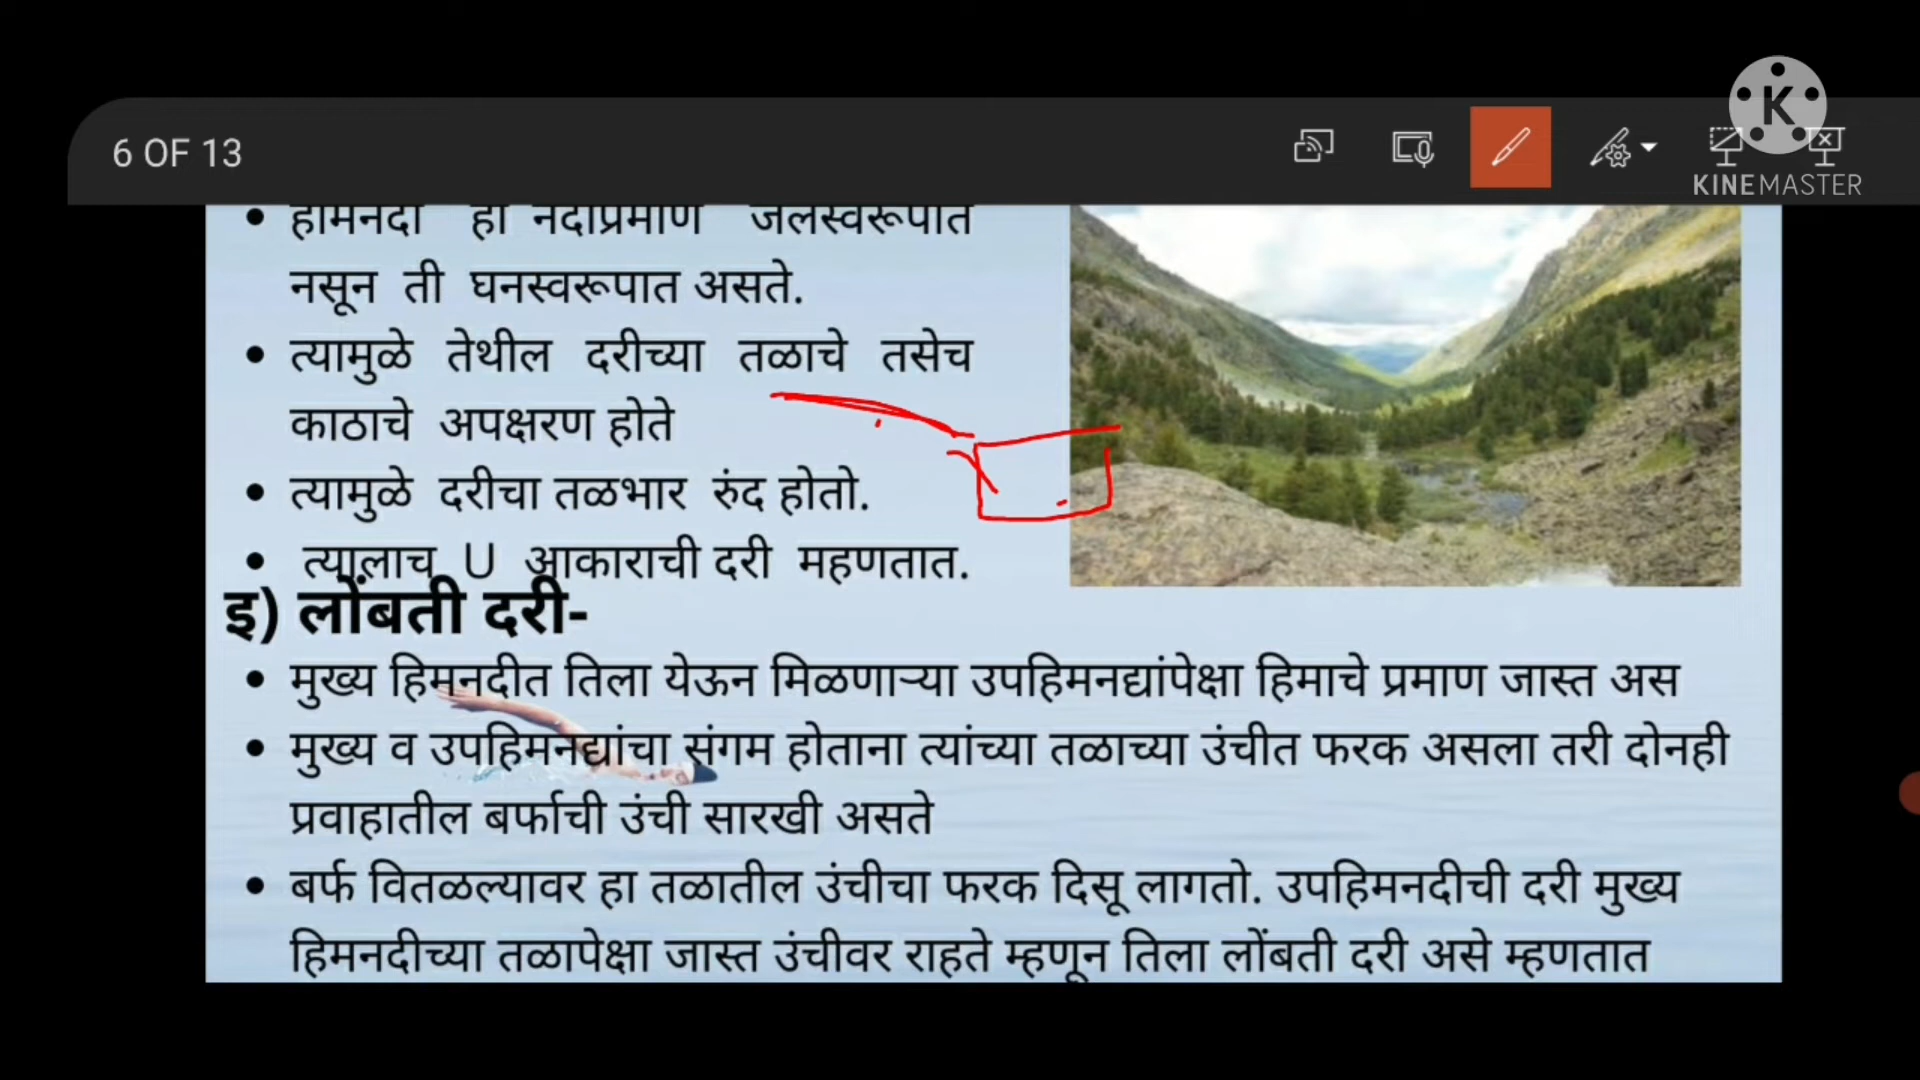 6 OF 13
KINEMASTER
नसून ती घनस्वरूपात असते.
त्यामुळे तेथील दरीच्या तळाचे तसेच
काठाचे अपक्षरण होते
त्यामुळे दरीचा तळभार रुंद होतो.
त्यालाच U आकाराची दरी महणतात.
इ) लोंबती दरी-
मुख्य हिमनदीत तिला येऊन मिळणाऱ्या उपहिमनद्यांपेक्षा हिमाचे प्रमाण जास्त अस
मुख्य व उपहिमनद्यांचा संगम होताना त्यांच्या तळाच्या उंचीत फरक असला तरी दोनही
प्रवाहातील बर्फाची उंची सारखी असते
बर्फ वितळल्यावर हा तळातील उंचीचा फरक दिसू लागतो. उपहिमनदीची दरी मुख्य
हिमनदीच्या तळापेक्षा जास्त उंचीवर राहते म्हणून तिला लोंबती दरी असे म्हणतात